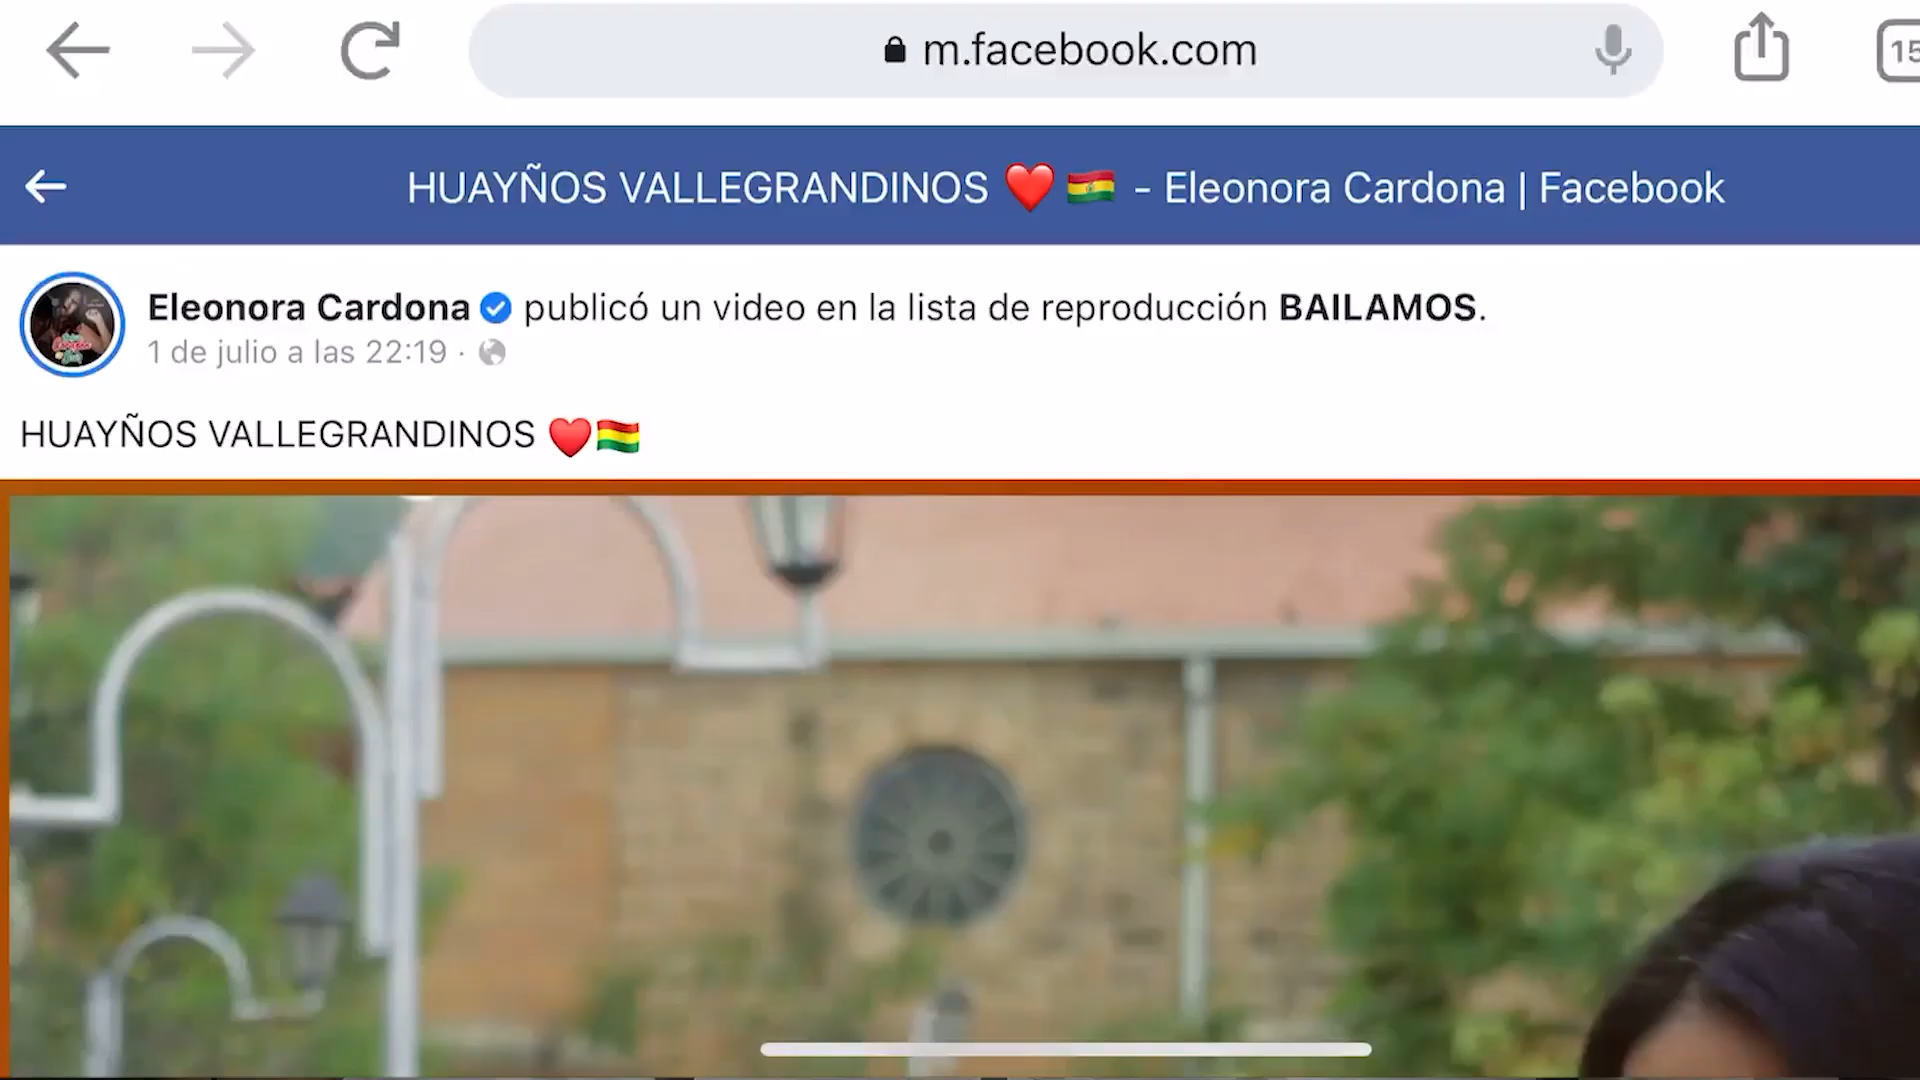 m.facebook.com
15
HUAYÑOS VALLEGRANDINOS ❤️🇧🇴 - Eleonora Cardona | Facebook
Eleonora Cardona publicó un video en la lista de reproducción BAILAMOS.
1 de julio a las 22:19 ·
HUAYÑOS VALLEGRANDINOS ❤️🇧🇴